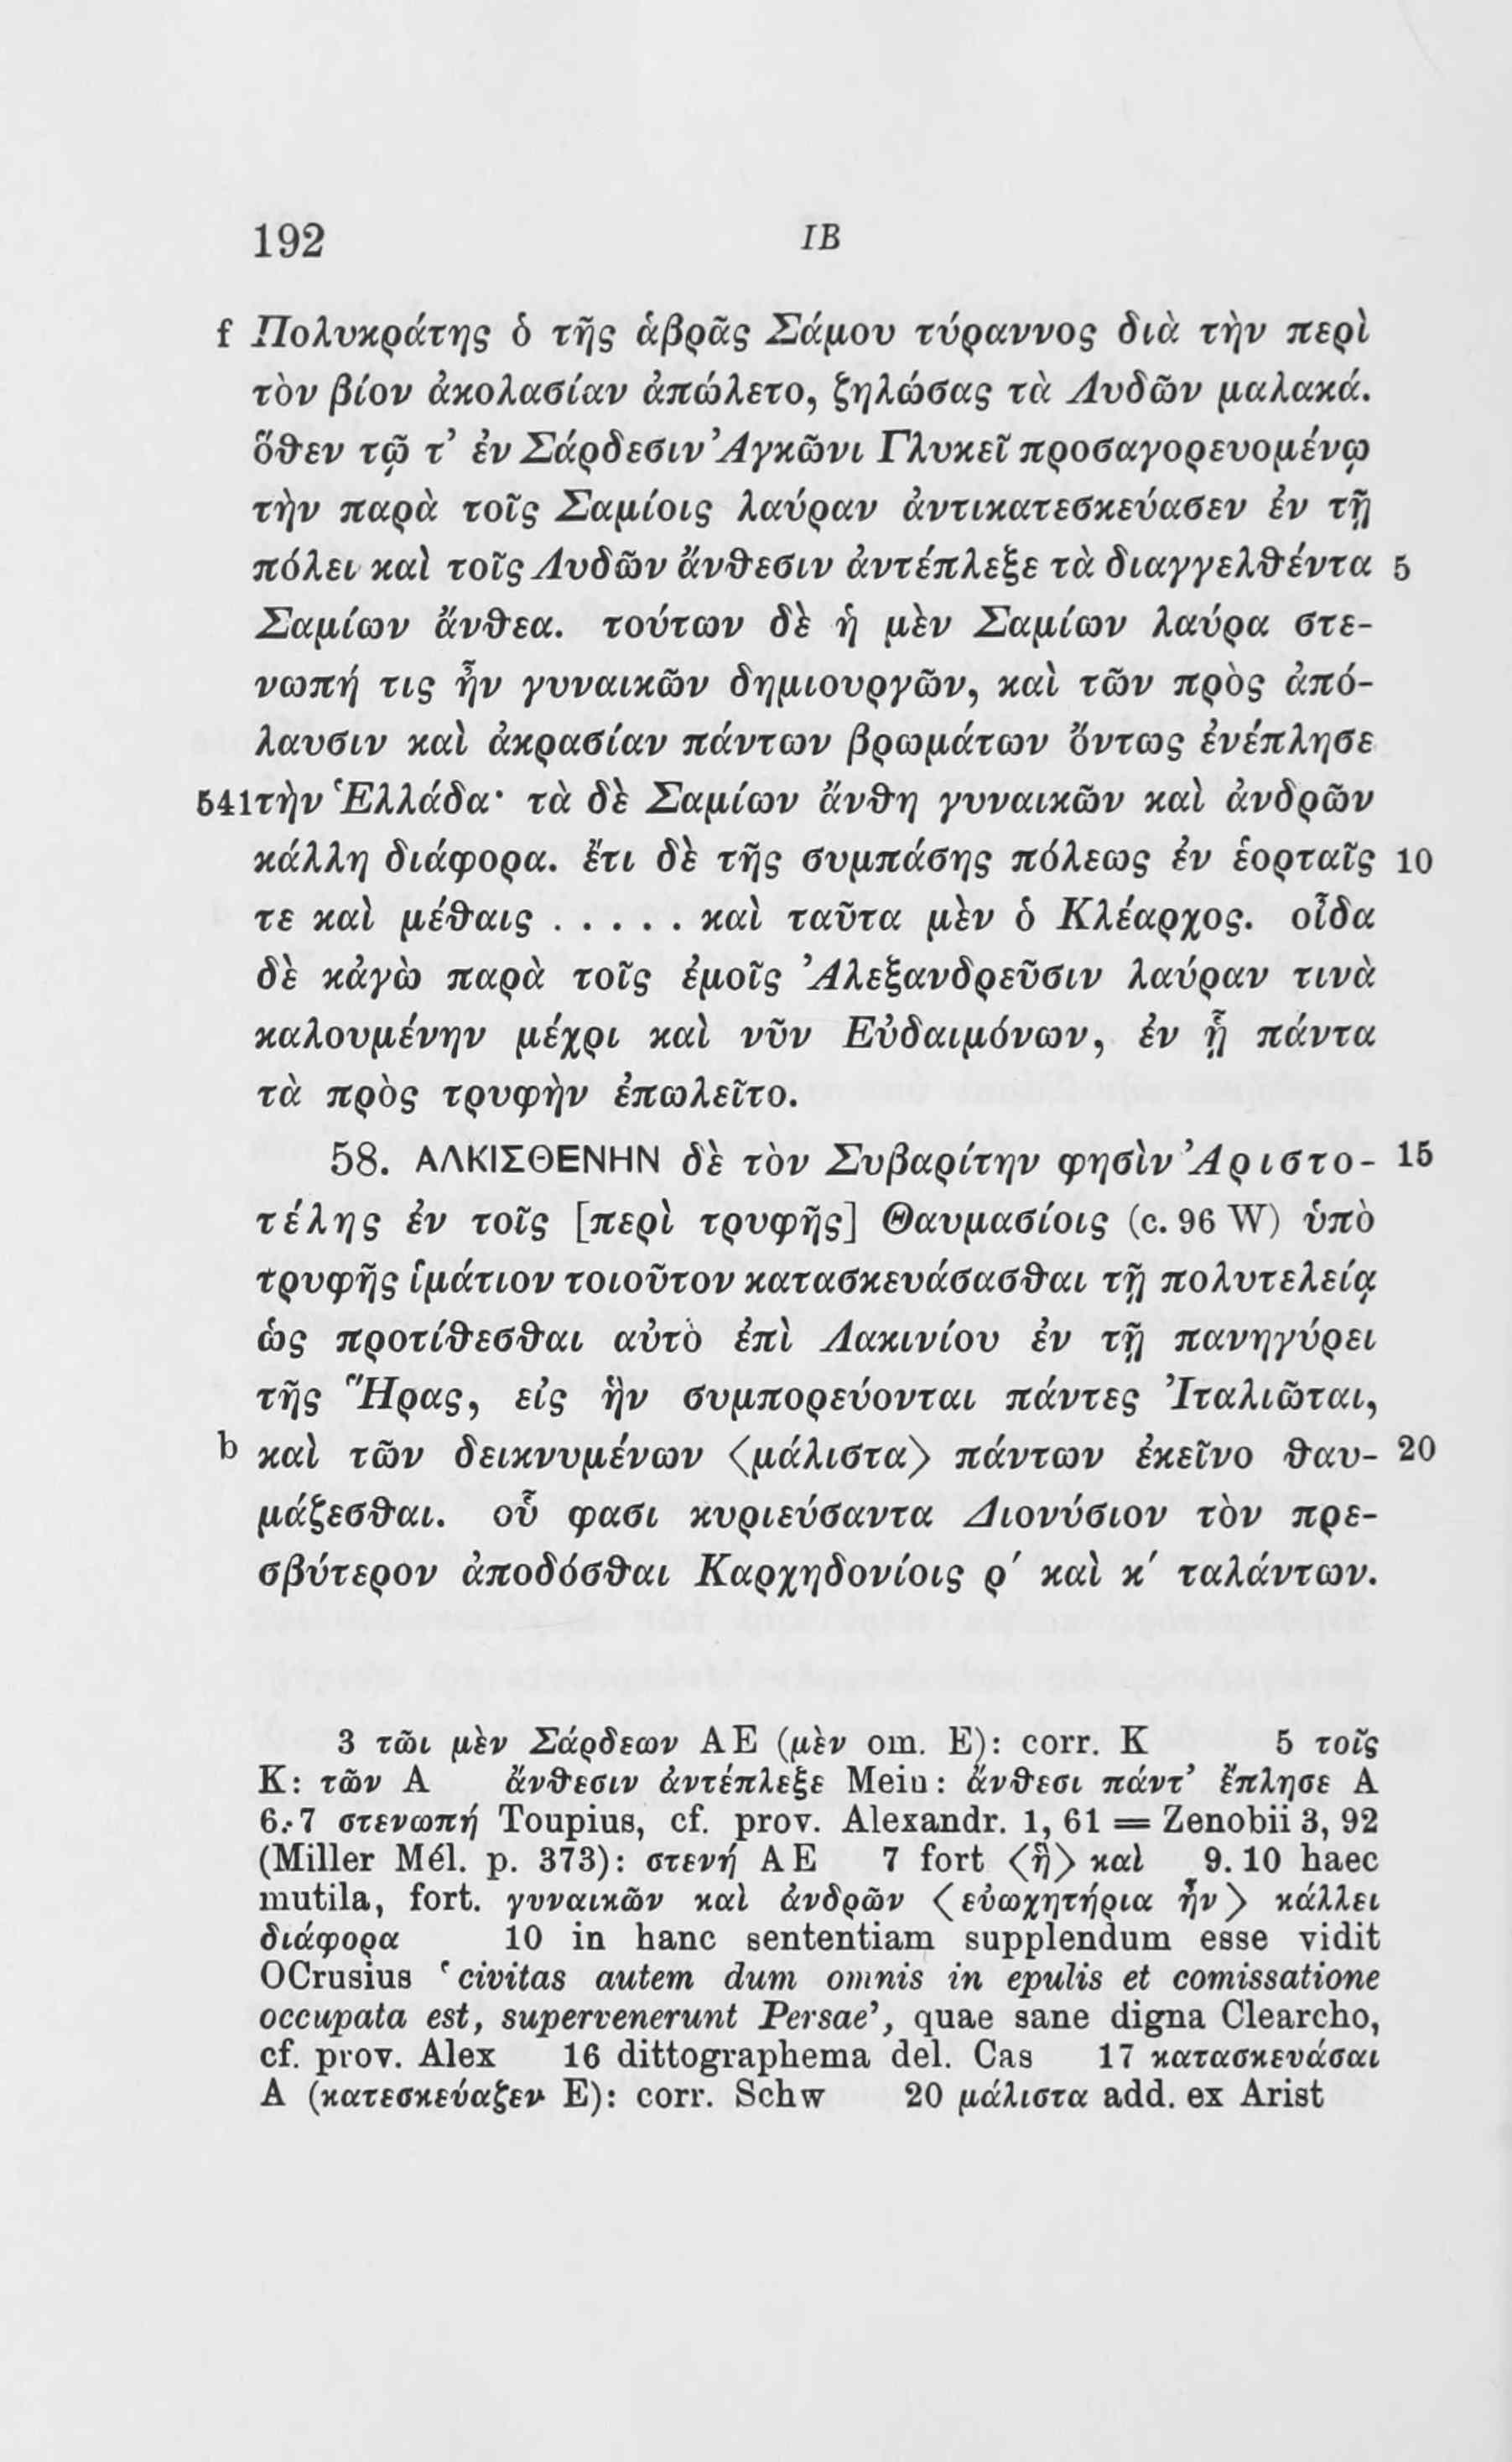 192 ΙΒ
f Πολυκράτης ὁ τῆς ἁβρᾶς Σάμου τύραννος διὰ τὴν περὶ
τὸν βίον ἀκολασίαν ἀπώλετο, ζηλώσας τὰ Λυδῶν μαλακά.
ὅθεν τῷ τ’ ἐν Σάρδεσιν Ἀγκῶνι Γλυκεῖ προσαγορευομένῳ
τὴν παρὰ τοῖς Σαμίοις λαύραν ἀντικατεσκεύασεν ἐν τῇ
πόλει καὶ τοῖς Λυδῶν ἄνθεσιν ἀντέπλεξε τὰ διαγγελθέντα 5
Σαμίων ἄνθεα. τούτων δὲ ἡ μὲν Σαμίων λαύρα στε-
νωπή τις ἦν γυναικῶν δημιουργῶν, καὶ τῶν πρὸς ἀπό-
λαυσιν καὶ ἀκρασίαν πάντων βρωμάτων ὄντως ἐνέπλησε
541 τὴν Ἑλλάδα· τὰ δὲ Σαμίων ἄνθη γυναικῶν καὶ ἀνδρῶν
κάλλη διάφορα. ἔτι δὲ τῆς συμπάσης πόλεως ἐν ἑορταῖς 10
τε καὶ μέθαις . . . . . καὶ ταῦτα μὲν ὁ Κλέαρχος. οἶδα
δὲ κἀγὼ παρὰ τοῖς ἐμοῖς Ἀλεξανδρεῦσιν λαύραν τινὰ
καλουμένην μέχρι καὶ νῦν Εὐδαιμόνων, ἐν ᾗ πάντα
τὰ πρὸς τρυφὴν ἐπωλεῖτο.
58. ΑΛΚΙΣΘΕΝΗΝ δὲ τὸν Συβαρίτην φησὶν Ἀριστο- 15
τέλης ἐν τοῖς [περὶ τρυφῆς] Θαυμασίοις (c. 96 W) ὑπὸ
τρυφῆς ἱμάτιον τοιοῦτον κατασκευάσασθαι τῇ πολυτελείᾳ
ὡς προτίθεσθαι αὐτὸ ἐπὶ Λακινίου ἐν τῇ πανηγύρει
τῆς Ἥρας, εἰς ἣν συμπορεύονται πάντες Ἰταλιῶται,
b καὶ τῶν δεικνυμένων ⟨μάλιστα⟩ πάντων ἐκεῖνο θαυ- 20
μάζεσθαι. οὗ φασι κυριεύσαντα Διονύσιον τὸν πρε-
σβύτερον ἀποδόσθαι Καρχηδονίοις ρ΄ καὶ κ΄ ταλάντων.
3 τῶι μὲν Σάρδεων A E (μὲν om. E): corr. K 5 τοῖς
K: τῶν A ἄνθεσιν ἀντέπλεξε Mein: ἄνθεσι πάντ’ ἔπλησε A
6.7 στενωπή Toupius, cf. prov. Alexandr. 1, 61 = Zenobii 3, 92
(Miller Mél. p. 373): στενή A E 7 fort ⟨ἣ⟩ καὶ 9. 10 haec
mutila, fort. γυναικῶν καὶ ἀνδρῶν ⟨εὐωχητήρια ἦν⟩ κάλλει
διάφορα 10 in hanc sententiam supplendum esse vidit
OCrusius ‘civitas autem dum omnis in epulis et comissatione
occupata est, supervenerunt Persae’, quae sane digna Clearcho,
cf. prov. Alex 16 dittographema del. Cas 17 κατασκευάσαι
A (κατεσκεύαζεν E): corr. Schw 20 μάλιστα add. ex Arist